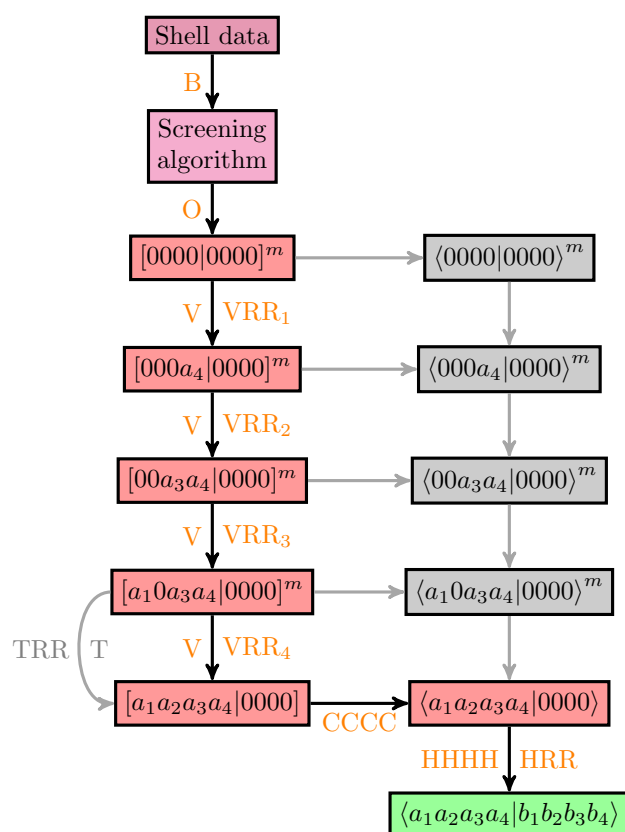 Shell data
B
Screening
algorithm
O
[0000|0000]ᵐ ⟨0000|0000⟩ᵐ
V VRR₁
[000a₄|0000]ᵐ ⟨000a₄|0000⟩ᵐ
V VRR₂
[00a₃a₄|0000]ᵐ ⟨00a₃a₄|0000⟩ᵐ
V VRR₃
[a₁0a₃a₄|0000]ᵐ ⟨a₁0a₃a₄|0000⟩ᵐ
TRR T V VRR₄
[a₁a₂a₃a₄|0000] ⟨a₁a₂a₃a₄|0000⟩
CCCC
HHHH HRR
⟨a₁a₂a₃a₄|b₁b₂b₃b₄⟩